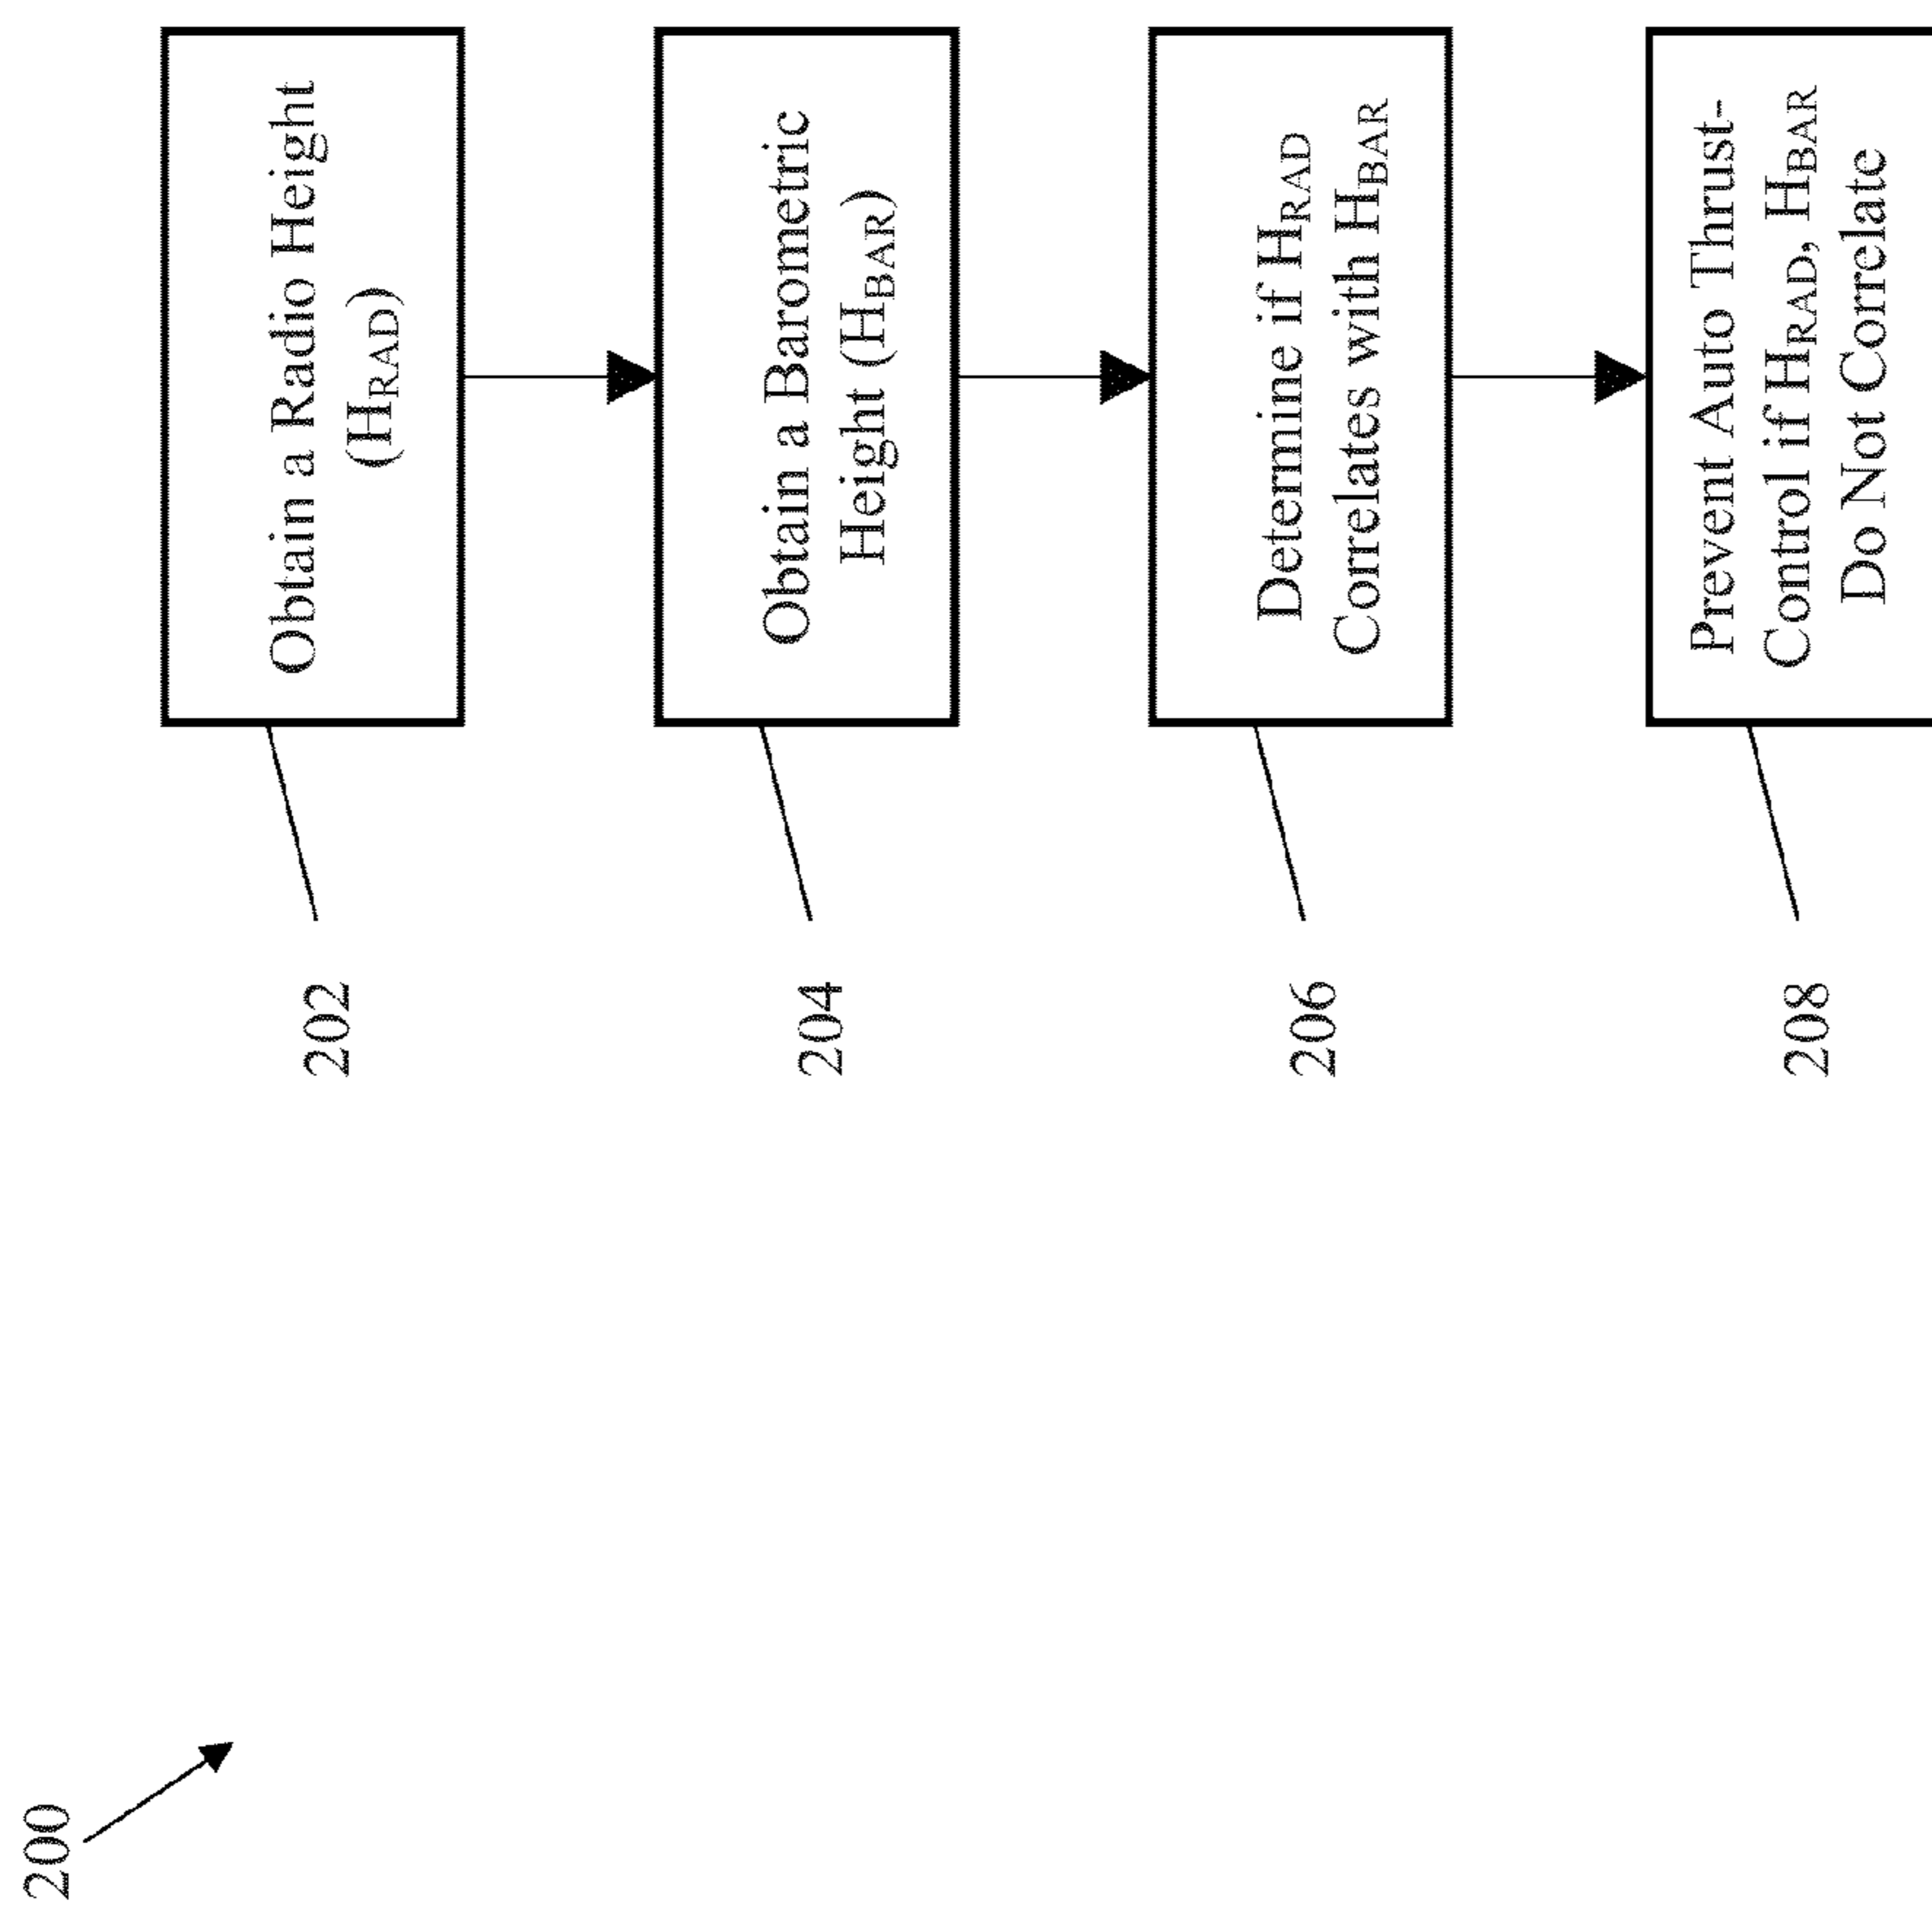 200
202
Obtain a Radio Height
(HRAD)
204
Obtain a Barometric
Height (HBAR)
206
Determine if HRAD
Correlates with HBAR
208
Prevent Auto Thrust-
Control if HRAD, HBAR
Do Not Correlate